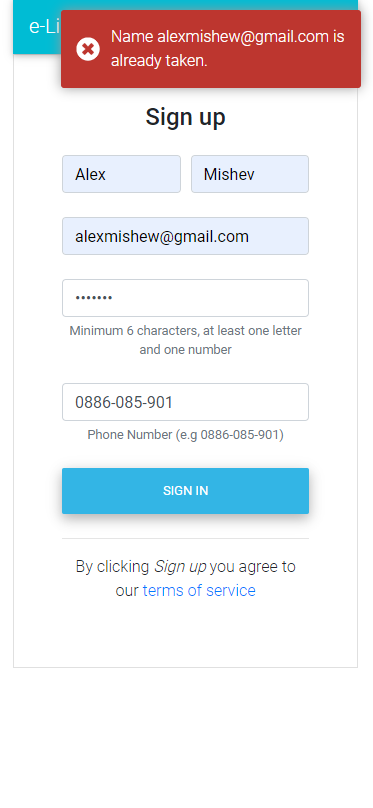 e-Li
Name alexmishew@gmail.com is
already taken.
Sign up
Alex
Mishev
alexmishew@gmail.com
•••••••
Minimum 6 characters, at least one letter
and one number
0886-085-901
Phone Number (e.g 0886-085-901)
SIGN IN
By clicking Sign up you agree to
our terms of service